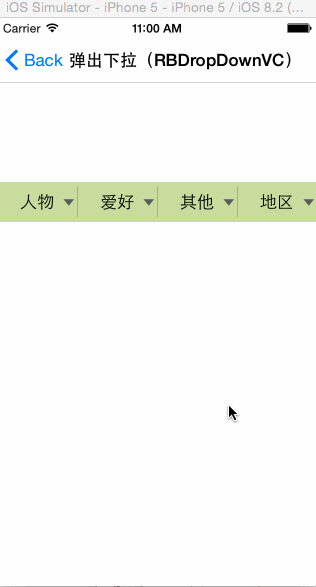 iOS Simulator - iPhone 5 - iPhone 5 / iOS 8.2 (...
Carrier 11:00 AM
Back 弹出下拉（RBDropDownVC）
人物 爱好 其他 地区